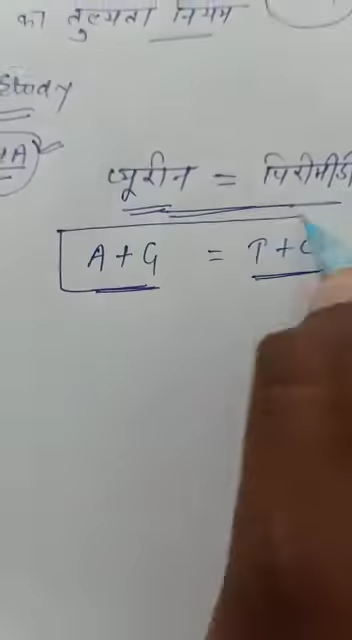 का तुल्यता नियम
Study
प्यूरीन = पिरीमीडी
A + G = T + C